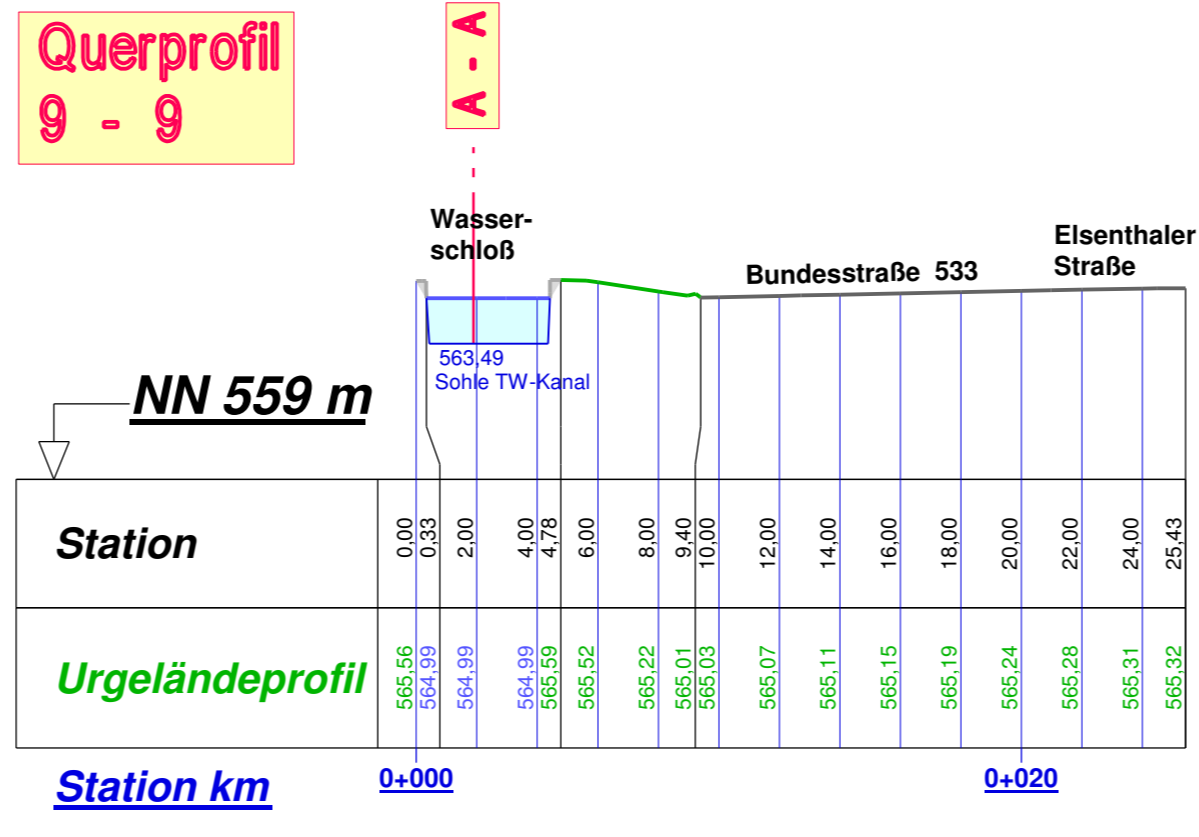 Querprofil
9 - 9
A - A
Wasser-
schloß
Bundesstraße 533
Elsenthaler
Straße
563,49
Sohle TW-Kanal
NN 559 m
Station
0,00 0,33 2,00 4,00 4,78 6,00 8,00 9,40 10,00 12,00 14,00 16,00 18,00 20,00 22,00 24,00 25,43
Urgeländeprofil
565,56 564,99 564,99 564,99 565,59 565,52 565,22 565,01 565,03 565,07 565,11 565,15 565,19 565,24 565,28 565,31 565,32
Station km
0+000 0+020